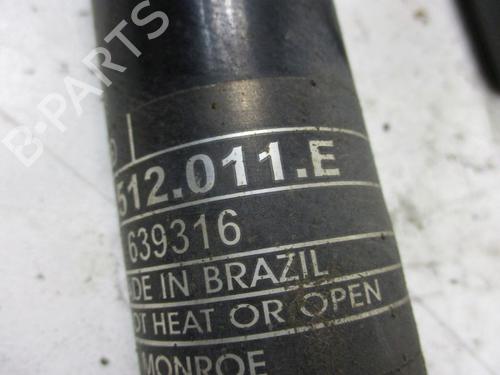 512.011.E
639316
DE IN BRAZIL
OT HEAT OR OPEN
MONROE
B-PARTS